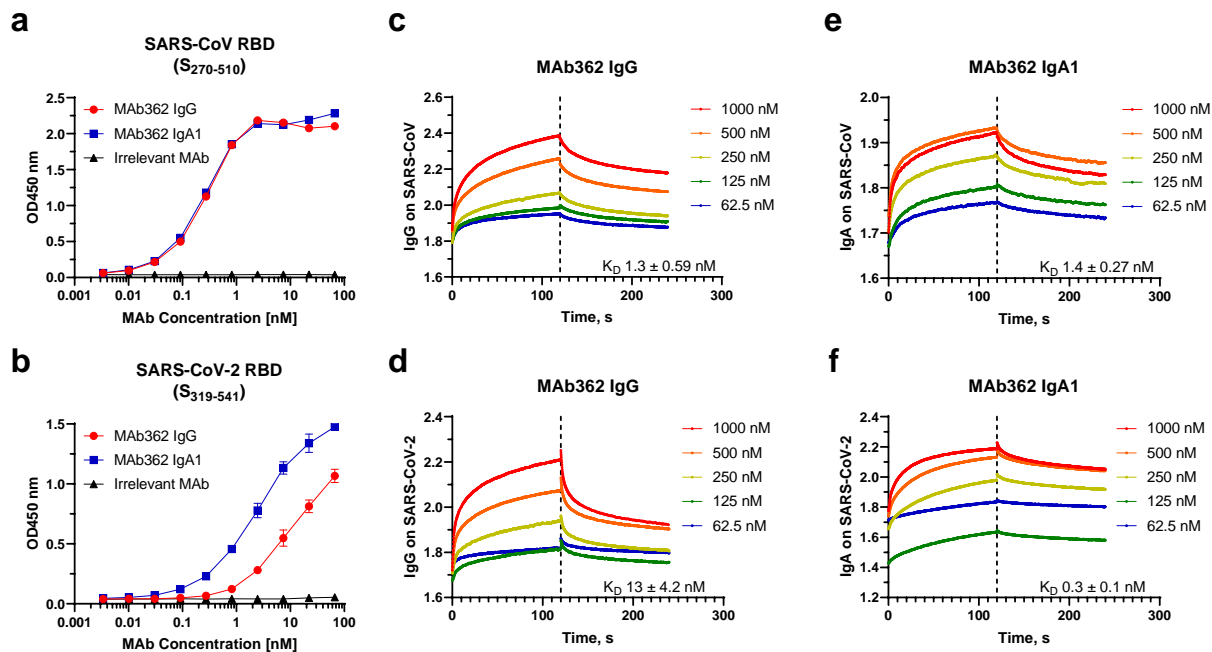 a
SARS-CoV RBD
(S270-510)
MAb362 IgG
MAb362 IgA1
Irrelevant MAb
OD450 nm
2.5
2.0
1.5
1.0
0.5
0.0
0.001 0.01 0.1 1 10 100
MAb Concentration [nM]
b
SARS-CoV-2 RBD
(S319-541)
MAb362 IgG
MAb362 IgA1
Irrelevant MAb
OD450 nm
1.5
1.0
0.5
0.0
0.001 0.01 0.1 1 10 100
MAb Concentration [nM]
c
MAb362 IgG
IgG on SARS-CoV
2.6
2.4
2.2
2.0
1.8
1.6
1000 nM
500 nM
250 nM
125 nM
62.5 nM
KD 1.3 ± 0.59 nM
0 100 200 300
Time, s
d
MAb362 IgG
IgG on SARS-CoV-2
2.4
2.2
2.0
1.8
1.6
1000 nM
500 nM
250 nM
125 nM
62.5 nM
KD 13 ± 4.2 nM
0 100 200 300
Time, s
e
MAb362 IgA1
IgA on SARS-CoV
2.0
1.9
1.8
1.7
1.6
1000 nM
500 nM
250 nM
125 nM
62.5 nM
KD 1.4 ± 0.27 nM
0 100 200 300
Time, s
f
MAb362 IgA1
IgA on SARS-CoV-2
2.4
2.2
2.0
1.8
1.6
1.4
1.2
1000 nM
500 nM
250 nM
125 nM
62.5 nM
KD 0.3 ± 0.1 nM
0 100 200 300
Time, s